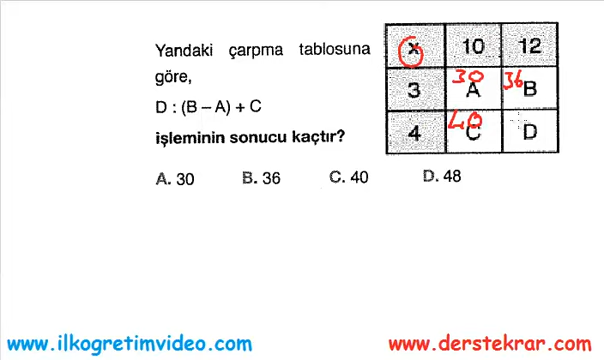 Yandaki çarpma tablosuna
göre,
D : (B – A) + C
işleminin sonucu kaçtır?
x 10 12
3 30 A 36 B
4 40 C D
A. 30 B. 36 C. 40 D. 48
www.ilkogretimvideo.com www.derstekrar.com